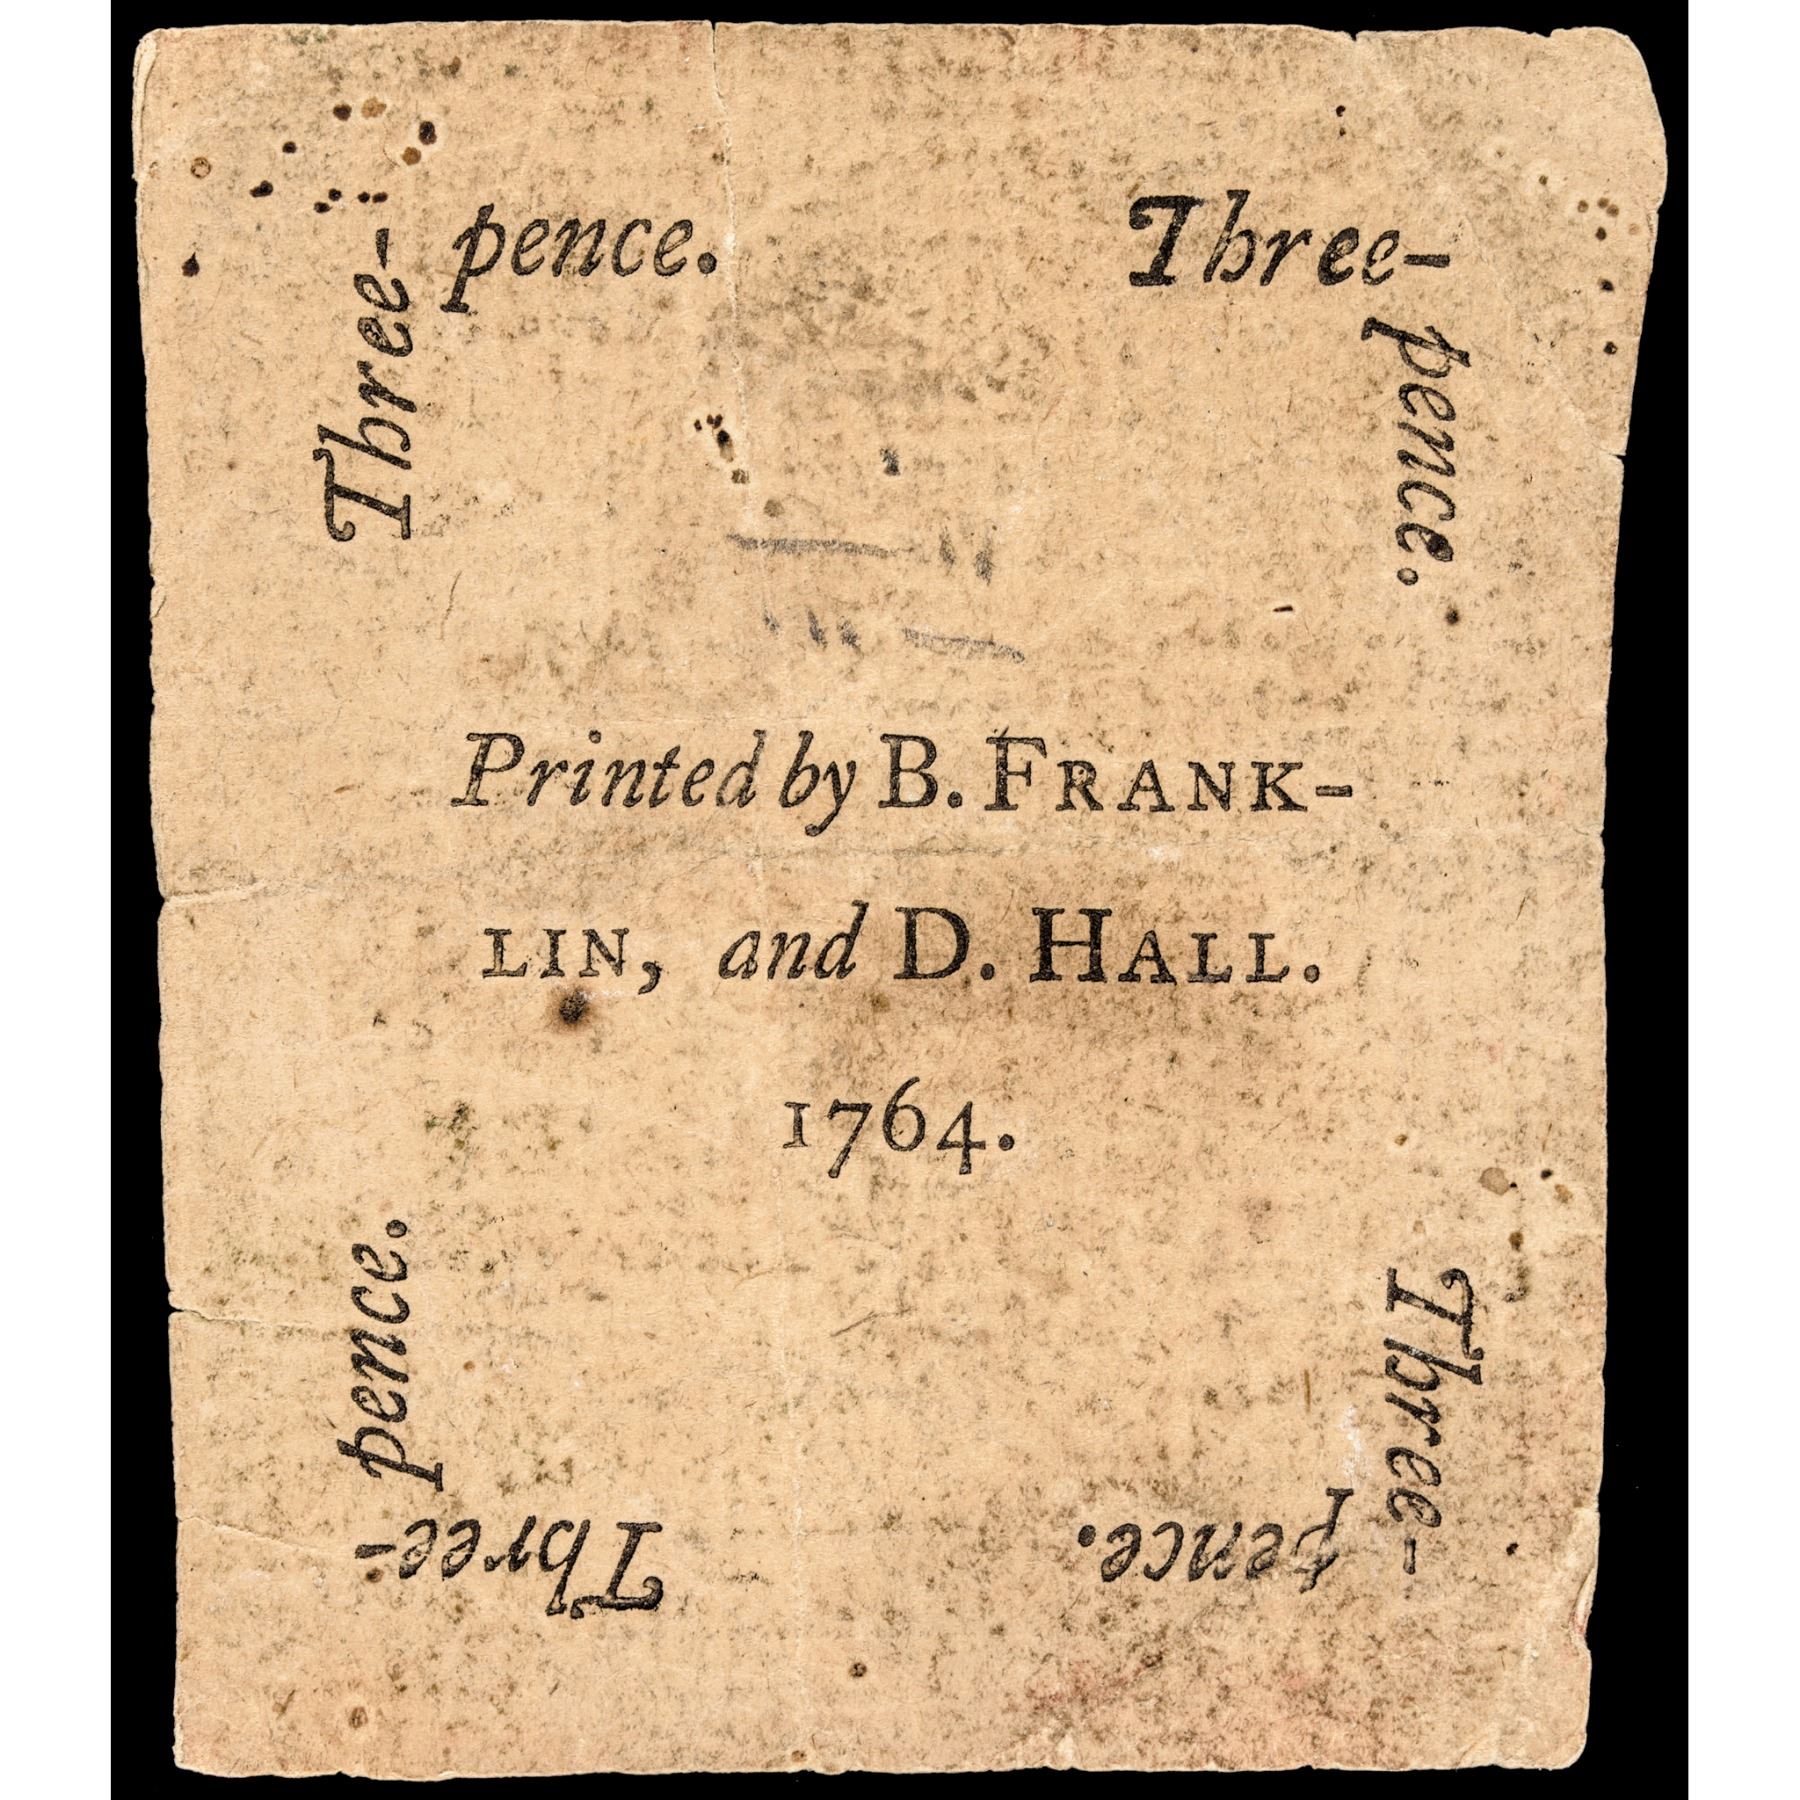 Three-
pence.
Three-
pence.
Printed by B. FRANK-
LIN, and D. HALL.
1764.
Three-
pence.
Three-
pence.